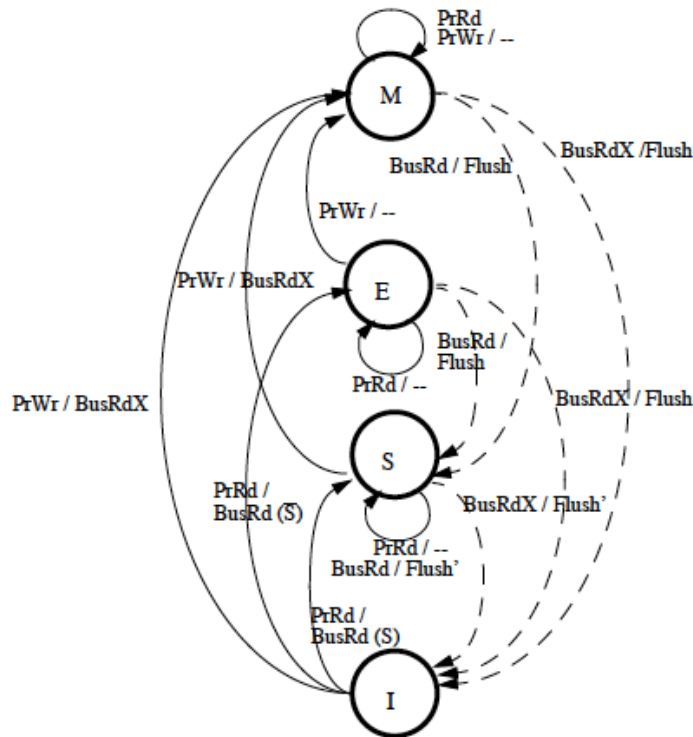 PrRd
PrWr / --
M
BusRdX /Flush
BusRd / Flush
PrWr / --
PrWr / BusRdX
E
BusRd /
Flush
PrRd / --
PrWr / BusRdX
BusRdX / Flush
S
PrRd /
BusRd (S̅)
BusRdX / Flush’
PrRd / --
BusRd / Flush’
PrRd /
BusRd (S)
I